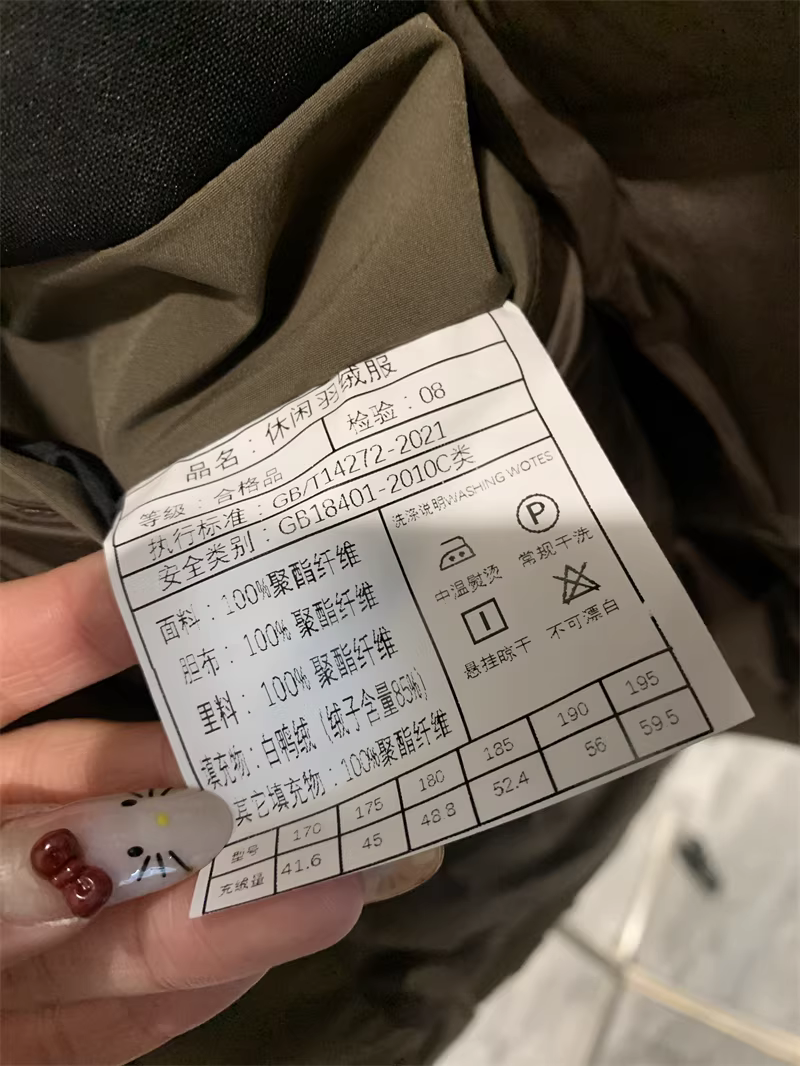 品名：休闲羽绒服
等级：合格品 检验：08
执行标准：GB/T14272-2021
安全类别：GB18401-2010C类
面料：100%聚酯纤维
胆布：100%聚酯纤维
里料：100%聚酯纤维
填充物：白鸭绒（绒子含量85%）
其它填充物：100%聚酯纤维
洗涤说明WASHING WOTES
中温熨烫 常规干洗
悬挂晾干 不可漂白
P
型号 170 175 180 185 190 195
充绒量 41.6 45 48.8 52.4 56 59.5